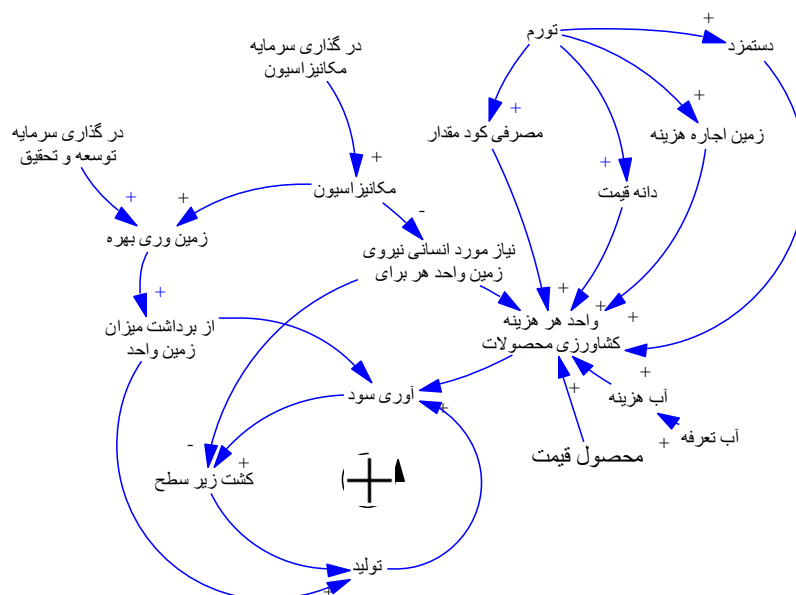 تورم
دستمزد
در گذاری سرمایه
مکانیزاسیون
در گذاری سرمایه
توسعه و تحقیق
مصرفی کود مقدار
زمین اجاره هزینه
مکانیزاسیون
دانه قیمت
زمین وری بهره
نیاز مورد انسانی نیروی
زمین واحد هر برای
واحد هر هزینه
کشاورزی محصولات
از برداشت میزان
زمین واحد
آوری سود
آب هزینه
آب تعرفه
محصول قیمت
کشت زیر سطح
تولید